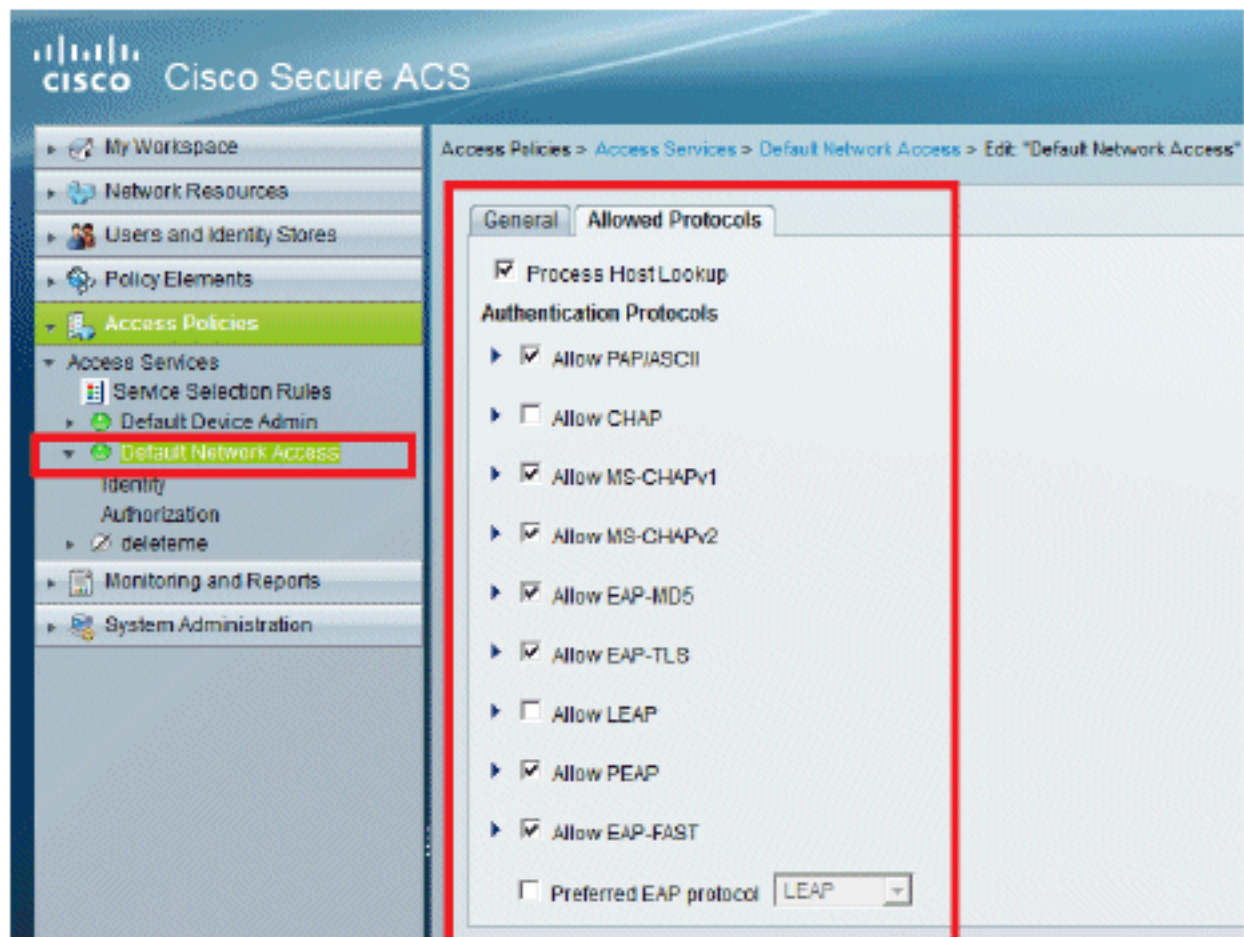 CISCO Cisco Secure ACS
My Workspace
Network Resources
Users and Identity Stores
Policy Elements
Access Policies
Access Services
Service Selection Rules
Default Device Admin
Default Network Access
Identity
Authorization
deleteme
Monitoring and Reports
System Administration
Access Policies > Access Services > Default Network Access > Edit: "Default Network Access"
General Allowed Protocols
Process Host Lookup
Authentication Protocols
Allow PAP/ASCII
Allow CHAP
Allow MS-CHAPv1
Allow MS-CHAPv2
Allow EAP-MD5
Allow EAP-TLS
Allow LEAP
Allow PEAP
Allow EAP-FAST
Preferred EAP protocol LEAP